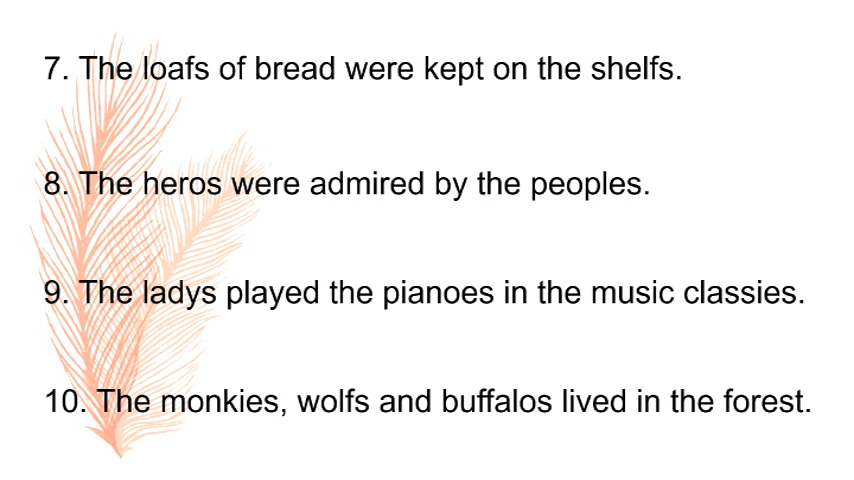 7. The loafs of bread were kept on the shelfs.
8. The heros were admired by the peoples.
9. The ladys played the pianoes in the music classies.
10. The monkies, wolfs and buffalos lived in the forest.